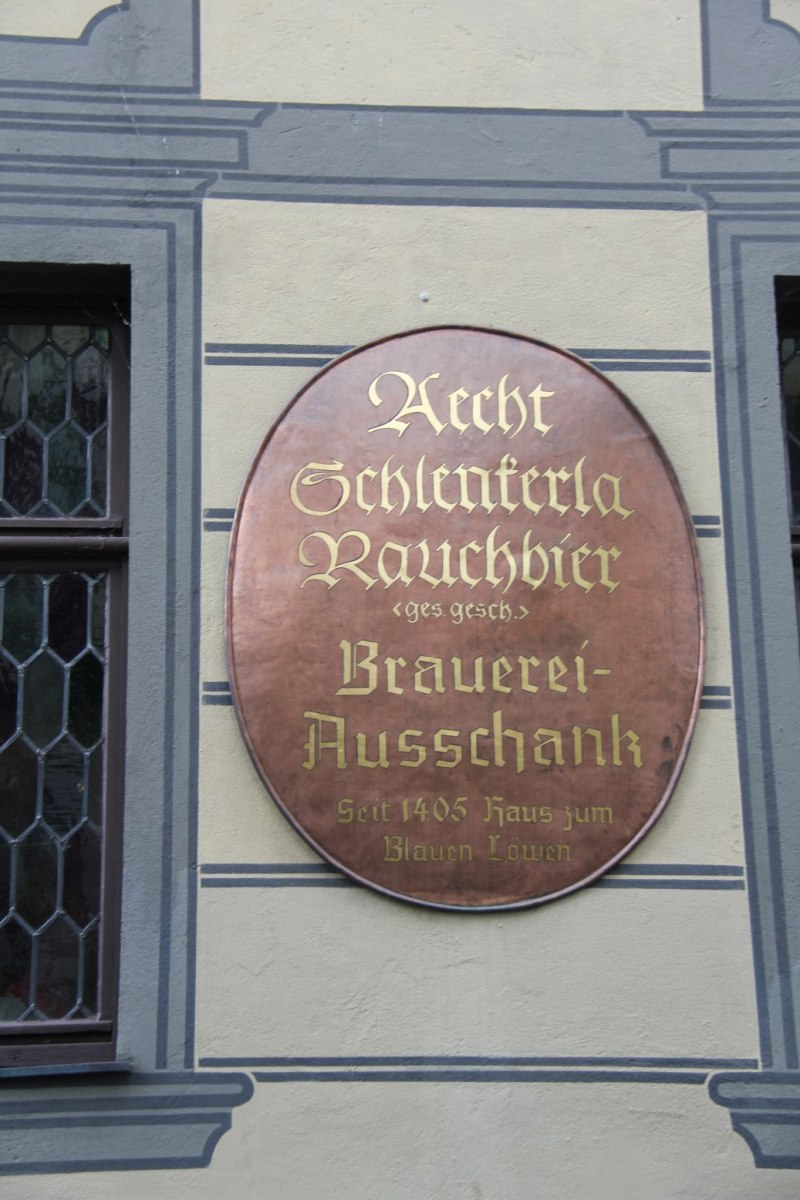 Aecht
Schlenkerla
Rauchbier
<ges. gesch.>
Brauerei-
Ausschank
Seit 1405 Haus zum
Blauen Löwen